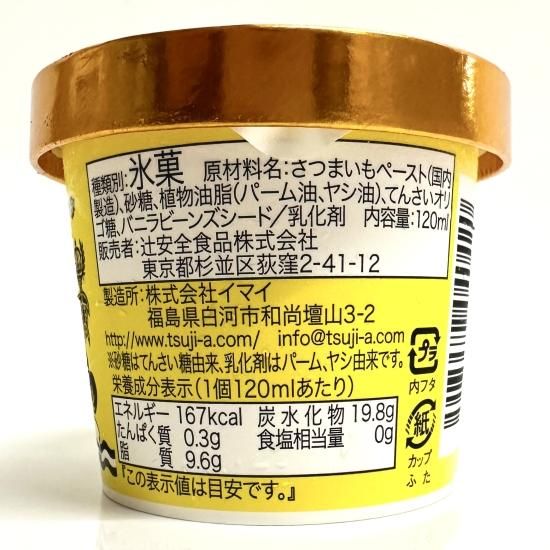 種類別:氷菓 原材料名:さつまいもペースト(国内
製造)、砂糖、植物油脂(パーム油、ヤシ油)、てんさいオリ
ゴ糖、バニラビーンズシード/乳化剤 内容量:120ml
販売者:辻安全食品株式会社
東京都杉並区荻窪2-41-12
製造所:株式会社イマイ
福島県白河市和尚壇山3-2
http://www.tsuji-a.com/ info@tsuji-a.com
※砂糖はてんさい糖由来、乳化剤はパーム、ヤシ由来です。
栄養成分表示(1個120mlあたり)
エネルギー 167kcal 炭水化物 19.8g
たんぱく質 0.3g 食塩相当量 0g
脂質 9.6g
『この表示値は目安です。』
プラ
内フタ
紙
カップ
ふた